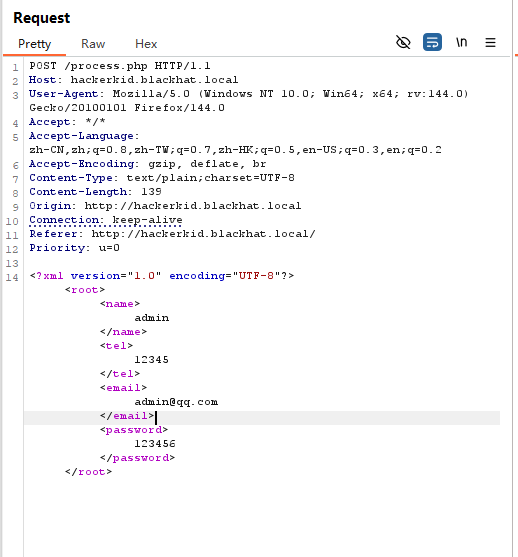 Request
Pretty Raw Hex \n
1 POST /process.php HTTP/1.1
2 Host: hackerkid.blackhat.local
3 User-Agent: Mozilla/5.0 (Windows NT 10.0; Win64; x64; rv:144.0)
Gecko/20100101 Firefox/144.0
4 Accept: */*
5 Accept-Language:
zh-CN,zh;q=0.8,zh-TW;q=0.7,zh-HK;q=0.5,en-US;q=0.3,en;q=0.2
6 Accept-Encoding: gzip, deflate, br
7 Content-Type: text/plain;charset=UTF-8
8 Content-Length: 139
9 Origin: http://hackerkid.blackhat.local
10 Connection: keep-alive
11 Referer: http://hackerkid.blackhat.local/
12 Priority: u=0
13
14 <?xml version="1.0" encoding="UTF-8"?>
<root>
<name>
admin
</name>
<tel>
12345
</tel>
<email>
admin@qq.com
</email>
<password>
123456
</password>
</root>